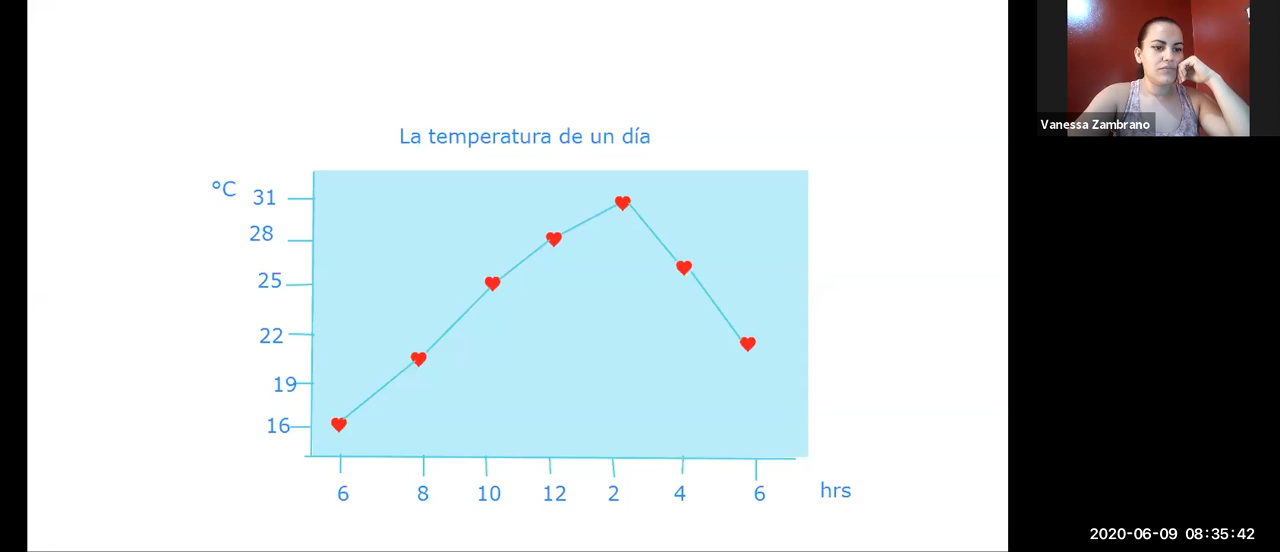 La temperatura de un día
°C
31
28
25
22
19
16
6 8 10 12 2 4 6 hrs
Vanessa Zambrano
2020-06-09 08:35:42